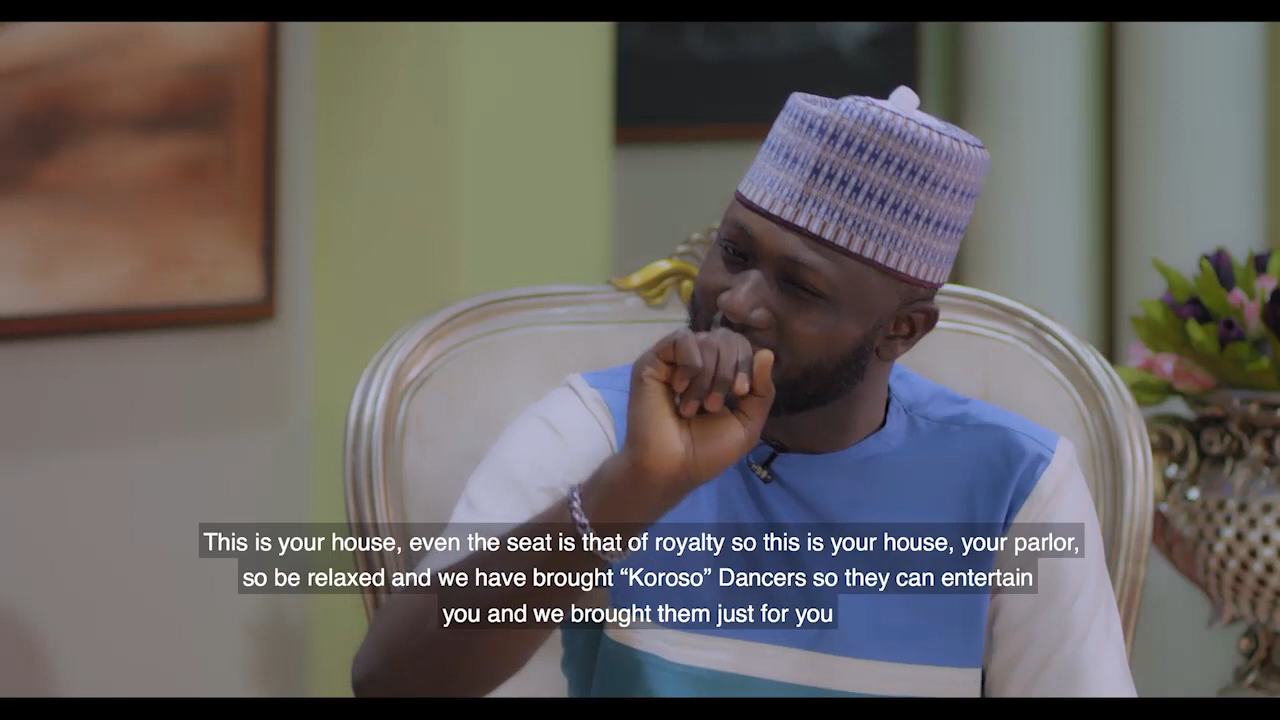 This is your house, even the seat is that of royalty so this is your house, your parlor,
so be relaxed and we have brought “Koroso” Dancers so they can entertain
you and we brought them just for you